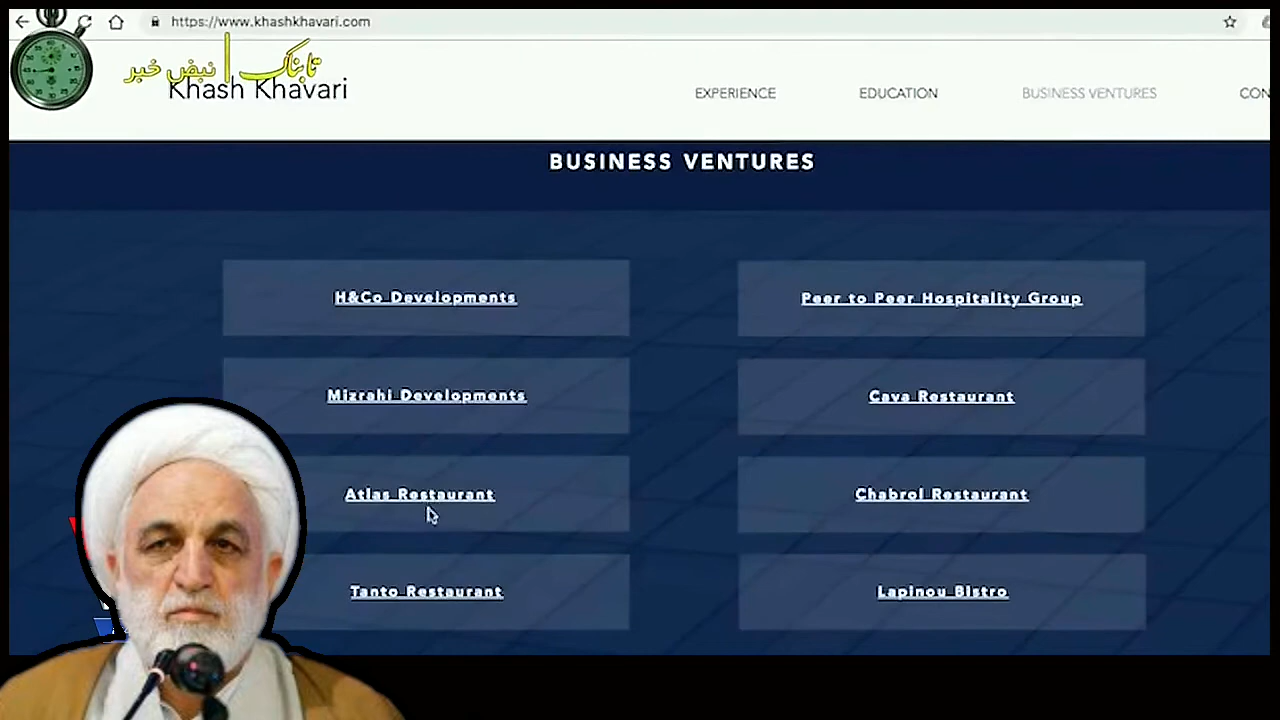 https://www.khashkhavari.com
تابناک | نبض خبر
Khash Khavari
EXPERIENCE
EDUCATION
BUSINESS VENTURES
CON
BUSINESS VENTURES
H&Co Developments
Peer to Peer Hospitality Group
Mizrahi Developments
Cava Restaurant
Atlas Restaurant
Chabrol Restaurant
Tanto Restaurant
Lapinou Bistro